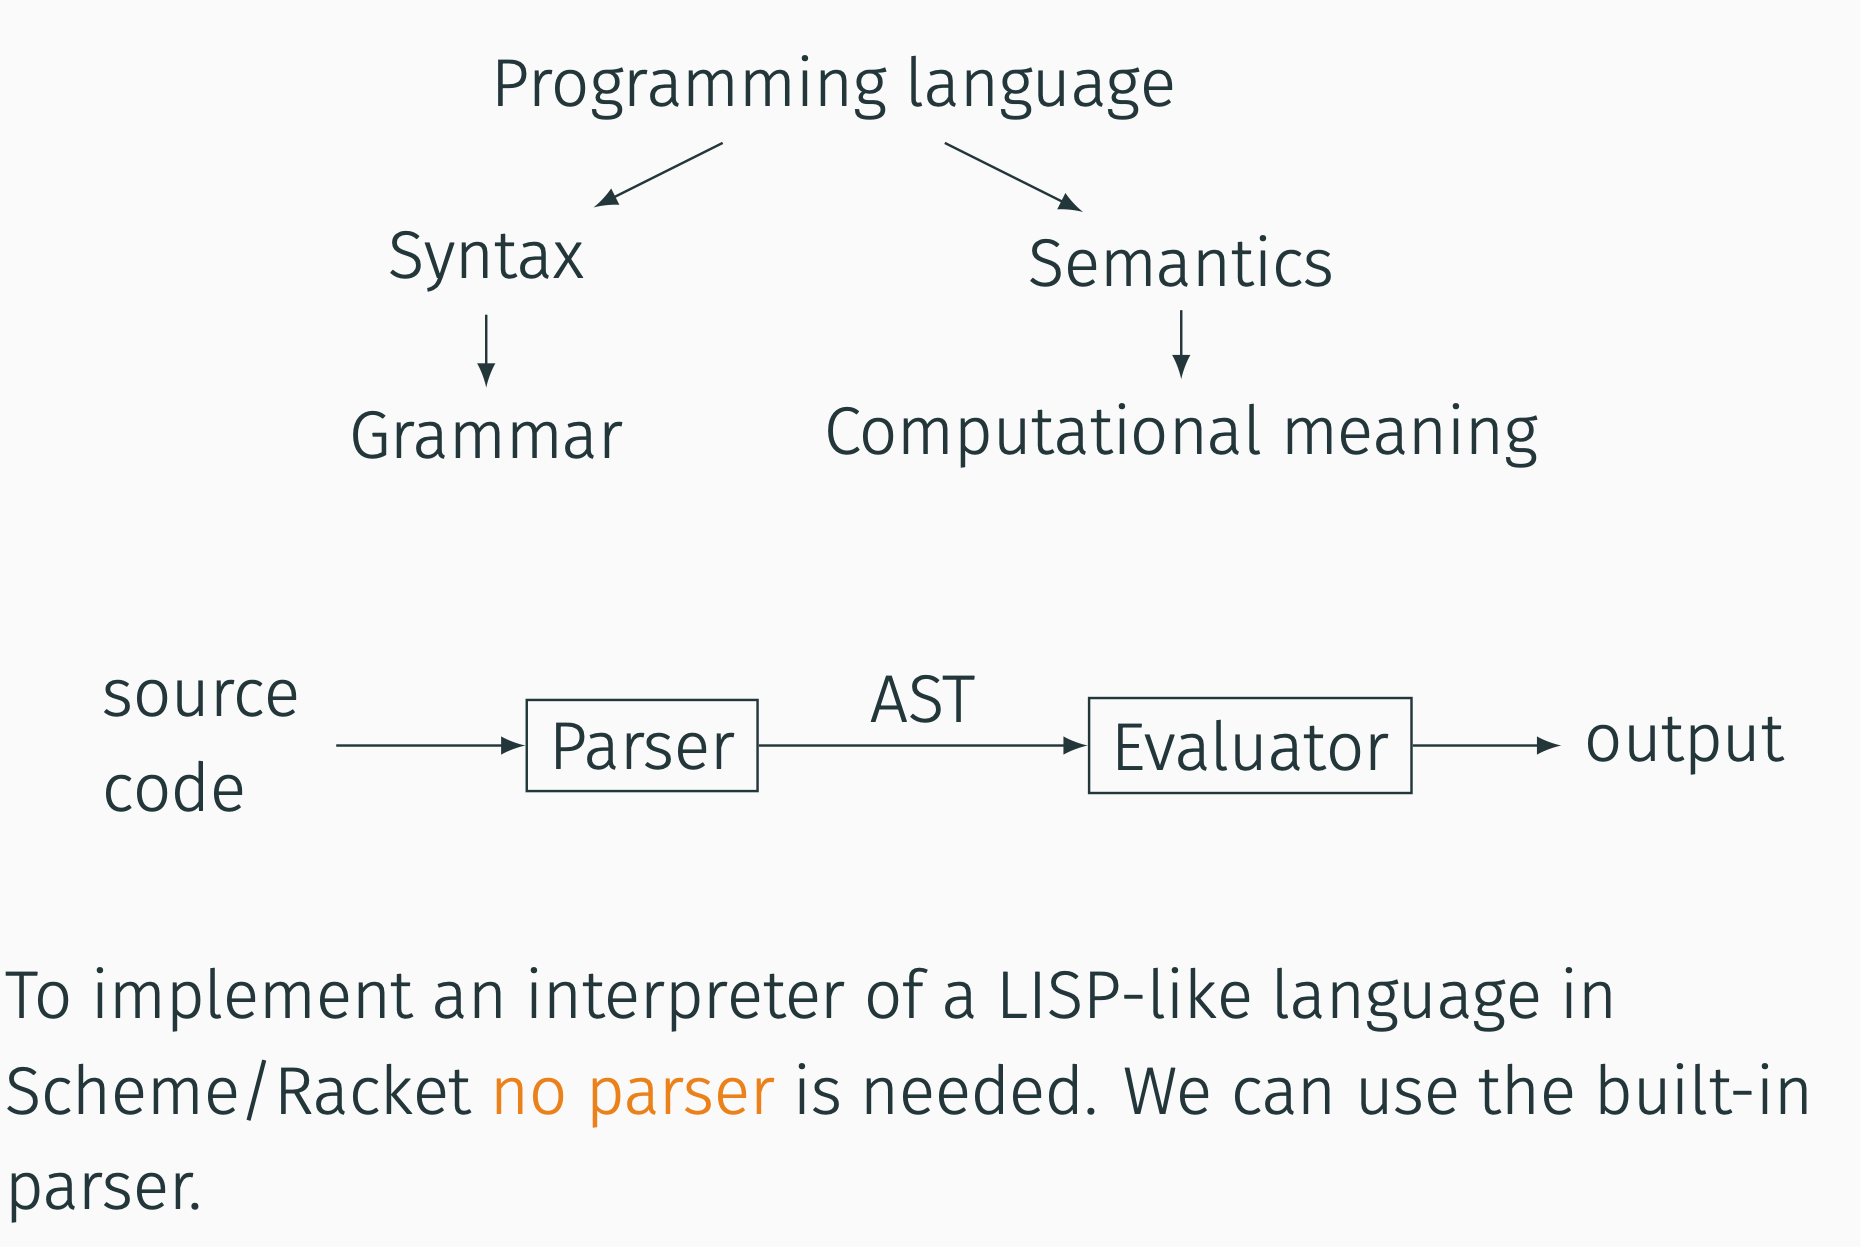 Programming language
Syntax
Semantics
Grammar
Computational meaning
source
code
Parser
AST
Evaluator
output
To implement an interpreter of a LISP-like language in
Scheme/Racket no parser is needed. We can use the built-in
parser.